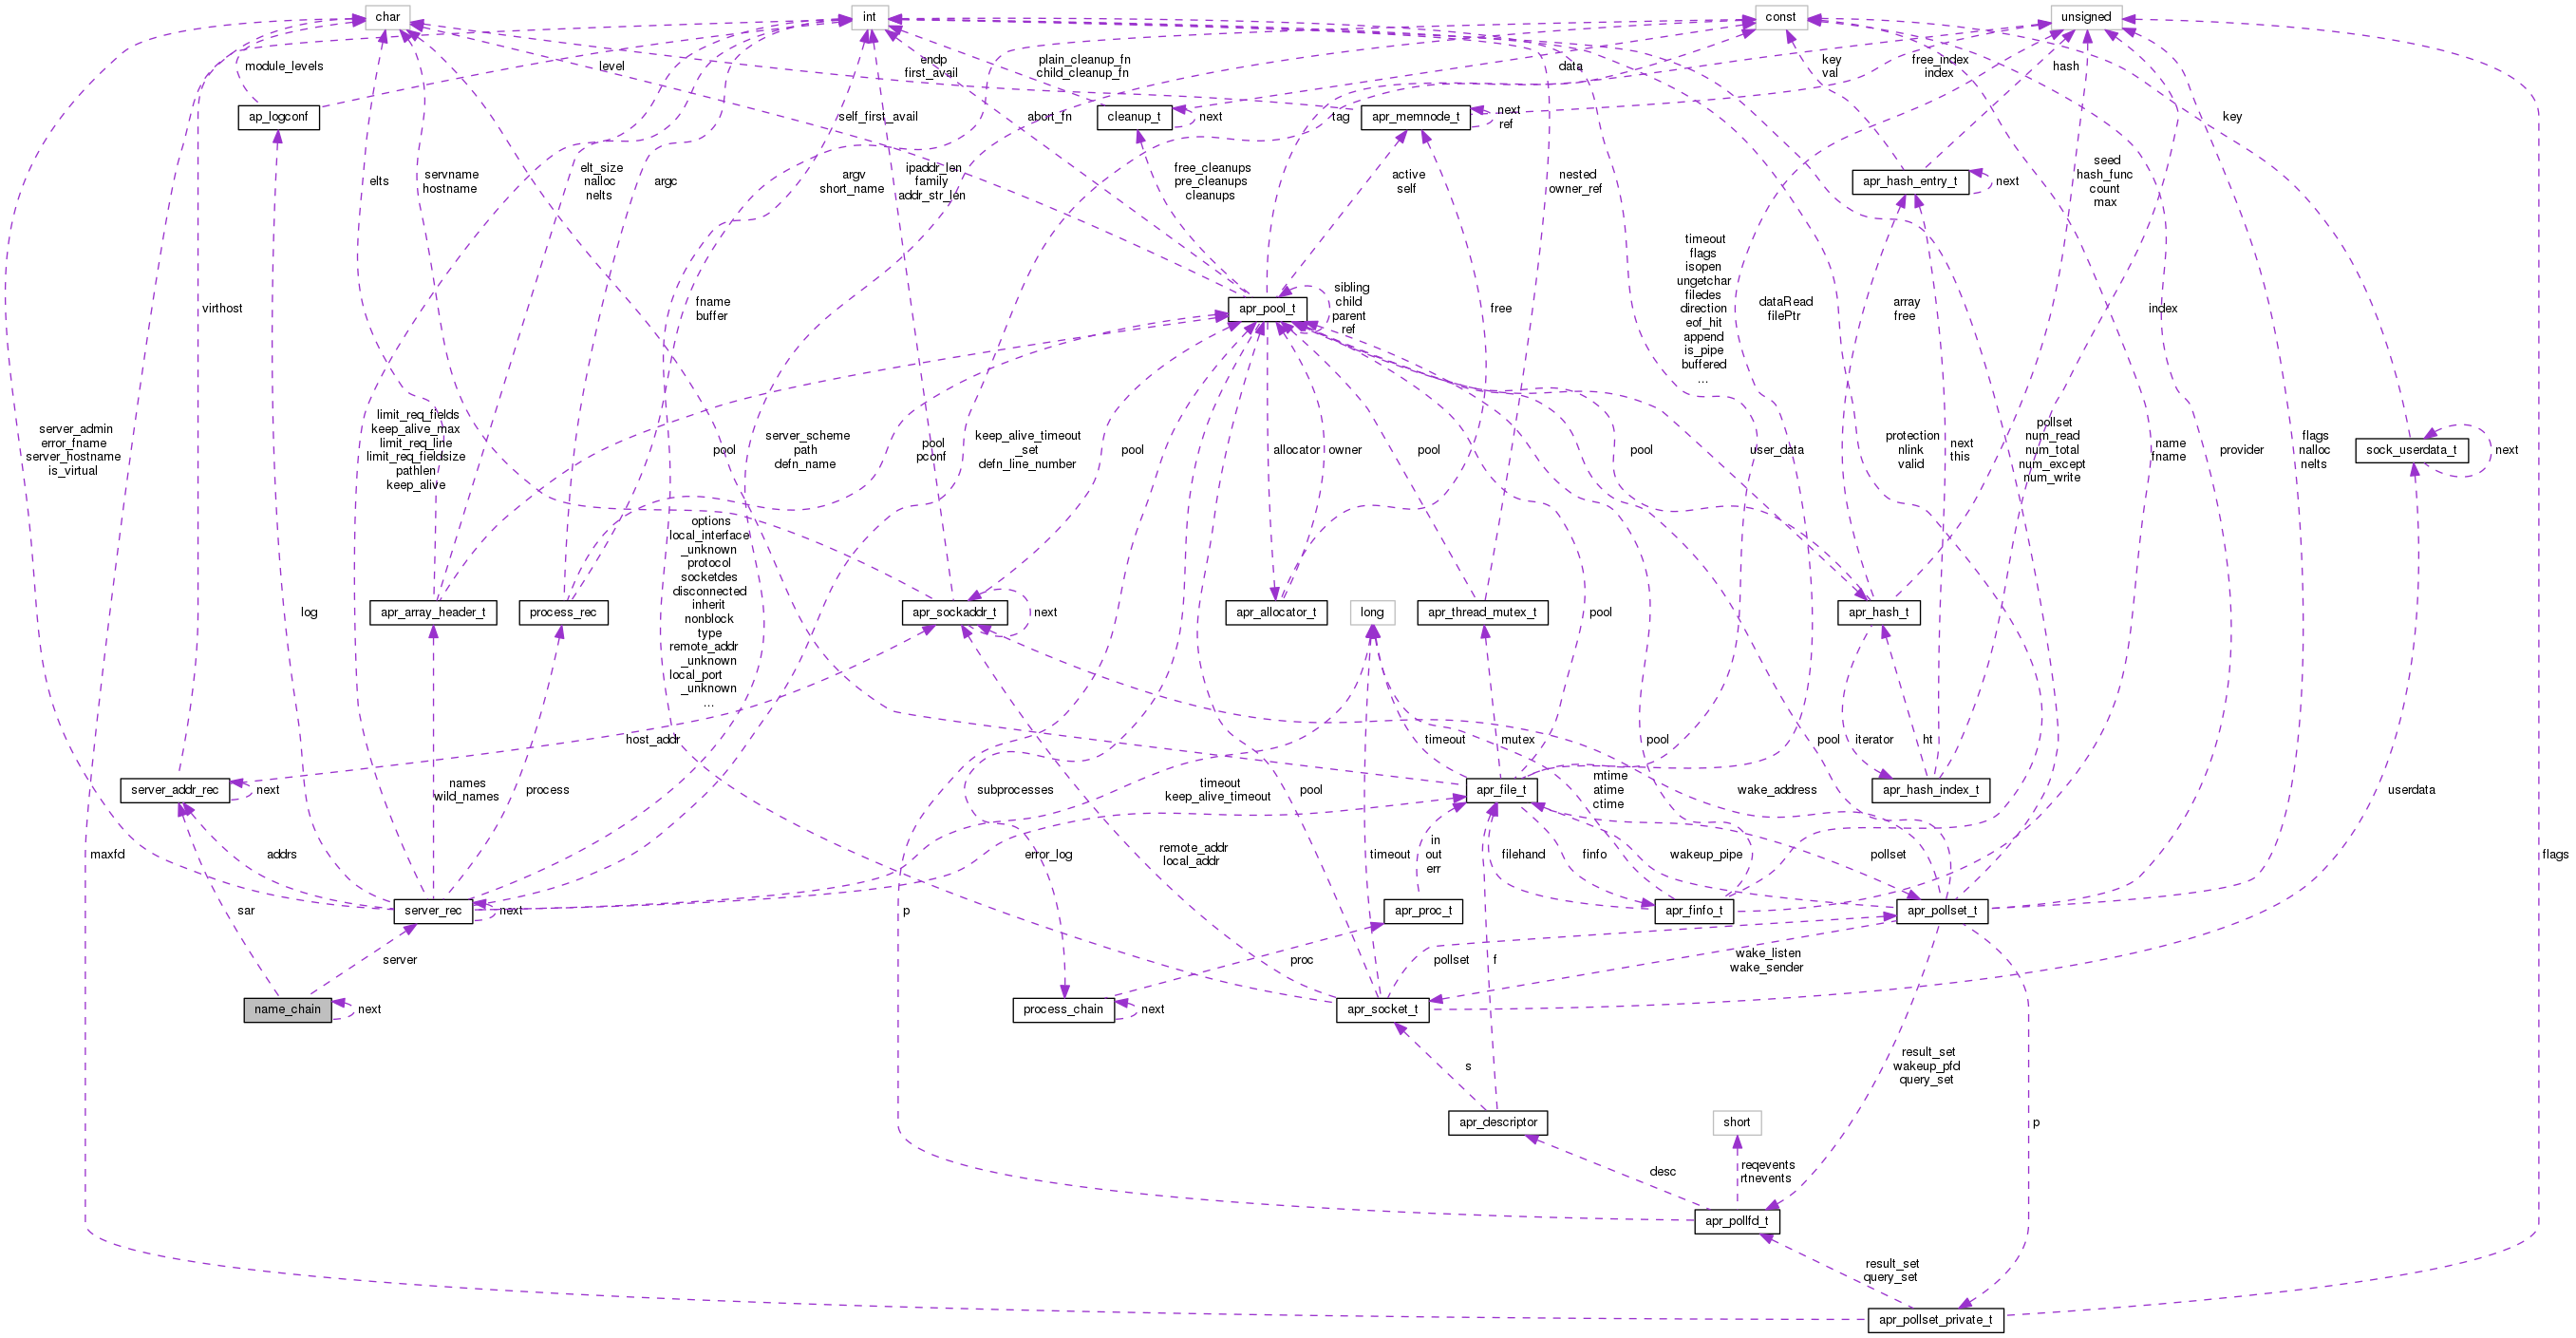 char
int
const
unsigned
module_levels
level
endp
first_avail
plain_cleanup_fn
child_cleanup_fn
data
key
val
free_index
index
hash
ap_logconf
self_first_avail
abort_fn
cleanup_t
next
tag
apr_memnode_t
next
ref
key
elts
servname
hostname
elt_size
nalloc
nelts
argc
argv
short_name
ipaddr_len
family
addr_str_len
free_cleanups
pre_cleanups
cleanups
active
self
nested
owner_ref
apr_hash_entry_t
next
seed
hash_func
count
max
virthost
fname
buffer
apr_pool_t
sibling
child
parent
ref
free
timeout
flags
isopen
ungetchar
filedes
direction
eof_hit
append
is_pipe
buffered
...
dataRead
filePtr
array
free
index
server_admin
error_fname
server_hostname
is_virtual
limit_req_fields
keep_alive_max
limit_req_line
limit_req_fieldsize
pathlen
keep_alive
pool
server_scheme
path
defn_name
pool
pconf
keep_alive_timeout
_set
defn_line_number
pool
allocator
owner
pool
pool
user_data
protection
nlink
valid
next
this
pollset
num_read
num_total
num_except
num_write
name
fname
provider
flags
nalloc
nelts
sock_userdata_t
next
log
apr_array_header_t
process_rec
options
local_interface
_unknown
protocol
socketdes
disconnected
inherit
nonblock
type
remote_addr
_unknown
local_port
_unknown
...
apr_sockaddr_t
next
apr_allocator_t
long
apr_thread_mutex_t
pool
apr_hash_t
host_addr
timeout
mutex
pool
pool
iterator
ht
server_addr_rec
next
names
wild_names
process
subprocesses
timeout
keep_alive_timeout
pool
apr_file_t
mtime
atime
ctime
wake_address
apr_hash_index_t
userdata
maxfd
addrs
error_log
remote_addr
local_addr
timeout
in
out
err
filehand
finfo
wakeup_pipe
pollset
flags
sar
server_rec
next
p
apr_proc_t
apr_finfo_t
apr_pollset_t
server
proc
pollset
f
wake_listen
wake_sender
name_chain
next
process_chain
next
apr_socket_t
s
result_set
wakeup_pfd
query_set
apr_descriptor
short
p
desc
reqevents
rtnevents
apr_pollfd_t
result_set
query_set
apr_pollset_private_t